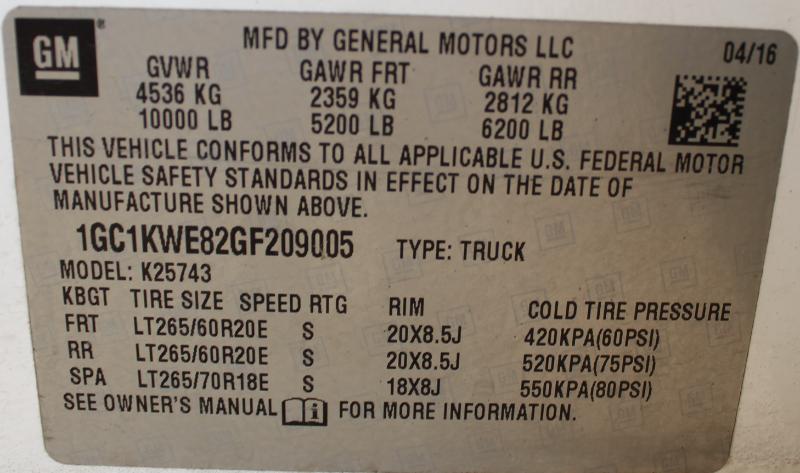 GM
MFD BY GENERAL MOTORS LLC 04/16
GVWR GAWR FRT GAWR RR
4536 KG 2359 KG 2812 KG
10000 LB 5200 LB 6200 LB
THIS VEHICLE CONFORMS TO ALL APPLICABLE U.S. FEDERAL MOTOR
VEHICLE SAFETY STANDARDS IN EFFECT ON THE DATE OF
MANUFACTURE SHOWN ABOVE.
1GC1KWE82GF209005 TYPE: TRUCK
MODEL: K25743
KBGT TIRE SIZE SPEED RTG RIM COLD TIRE PRESSURE
FRT LT265/60R20E S 20X8.5J 420KPA(60PSI)
RR LT265/60R20E S 20X8.5J 520KPA(75PSI)
SPA LT265/70R18E S 18X8J 550KPA(80PSI)
SEE OWNER'S MANUAL i FOR MORE INFORMATION.